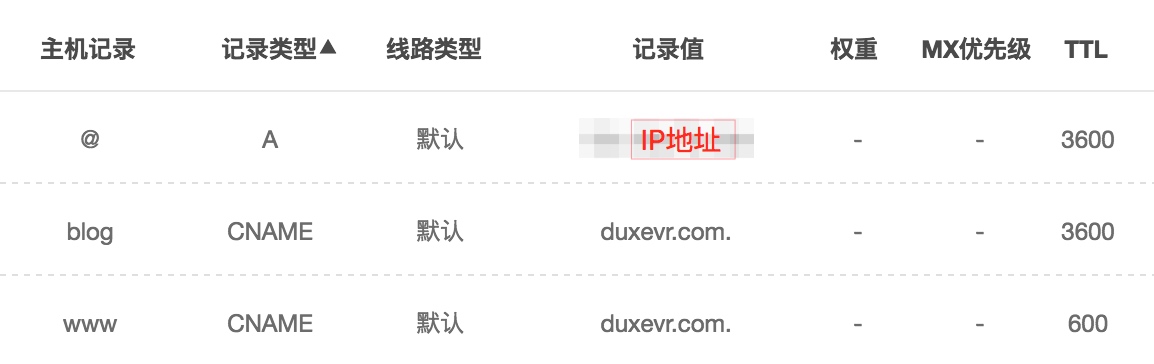 主机记录 记录类型▲ 线路类型 记录值 权重 MX优先级 TTL
@ A 默认 IP地址 - - 3600
blog CNAME 默认 duxevr.com. - - 3600
www CNAME 默认 duxevr.com. - - 600